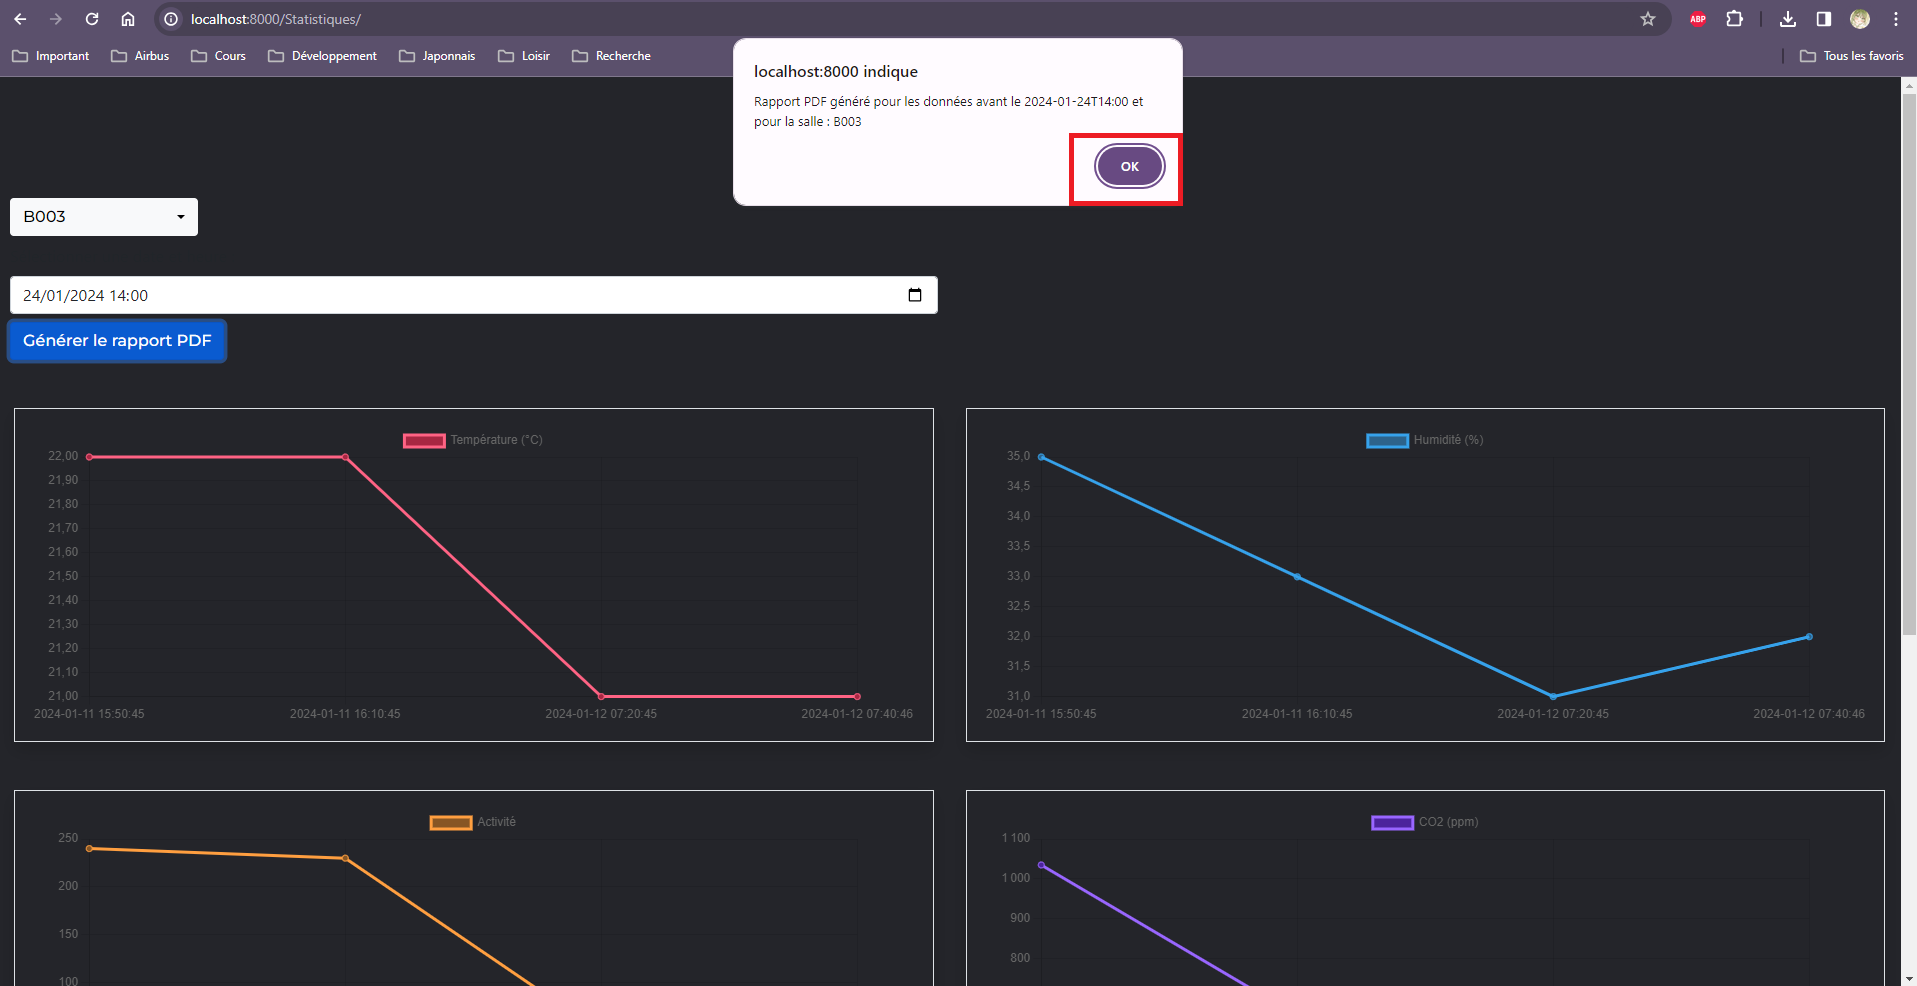 localhost:8000/Statistiques/
ABP
Important Airbus Cours Développement Japonnais Loisir Recherche Tous les favoris
localhost:8000 indique
Rapport PDF généré pour les données avant le 2024-01-24T14:00 et
pour la salle : B003
OK
B003
24/01/2024 14:00
Générer le rapport PDF
Température (°C)
22,00
21,90
21,80
21,70
21,60
21,50
21,40
21,30
21,20
21,10
21,00
2024-01-11 15:50:45 2024-01-11 16:10:45 2024-01-12 07:20:45 2024-01-12 07:40:46
Humidité (%)
35,0
34,5
34,0
33,5
33,0
32,5
32,0
31,5
31,0
2024-01-11 15:50:45 2024-01-11 16:10:45 2024-01-12 07:20:45 2024-01-12 07:40:46
Activité
250
200
150
100
CO2 (ppm)
1 100
1 000
900
800